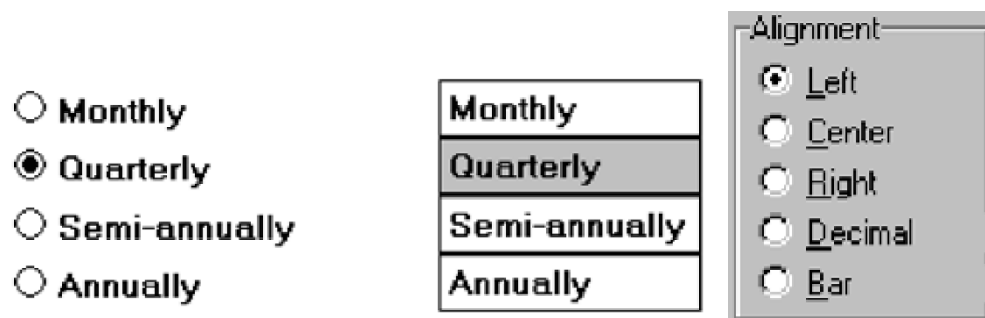 Monthly
Quarterly
Semi-annually
Annually
Monthly
Quarterly
Semi-annually
Annually
Alignment
Left
Center
Right
Decimal
Bar